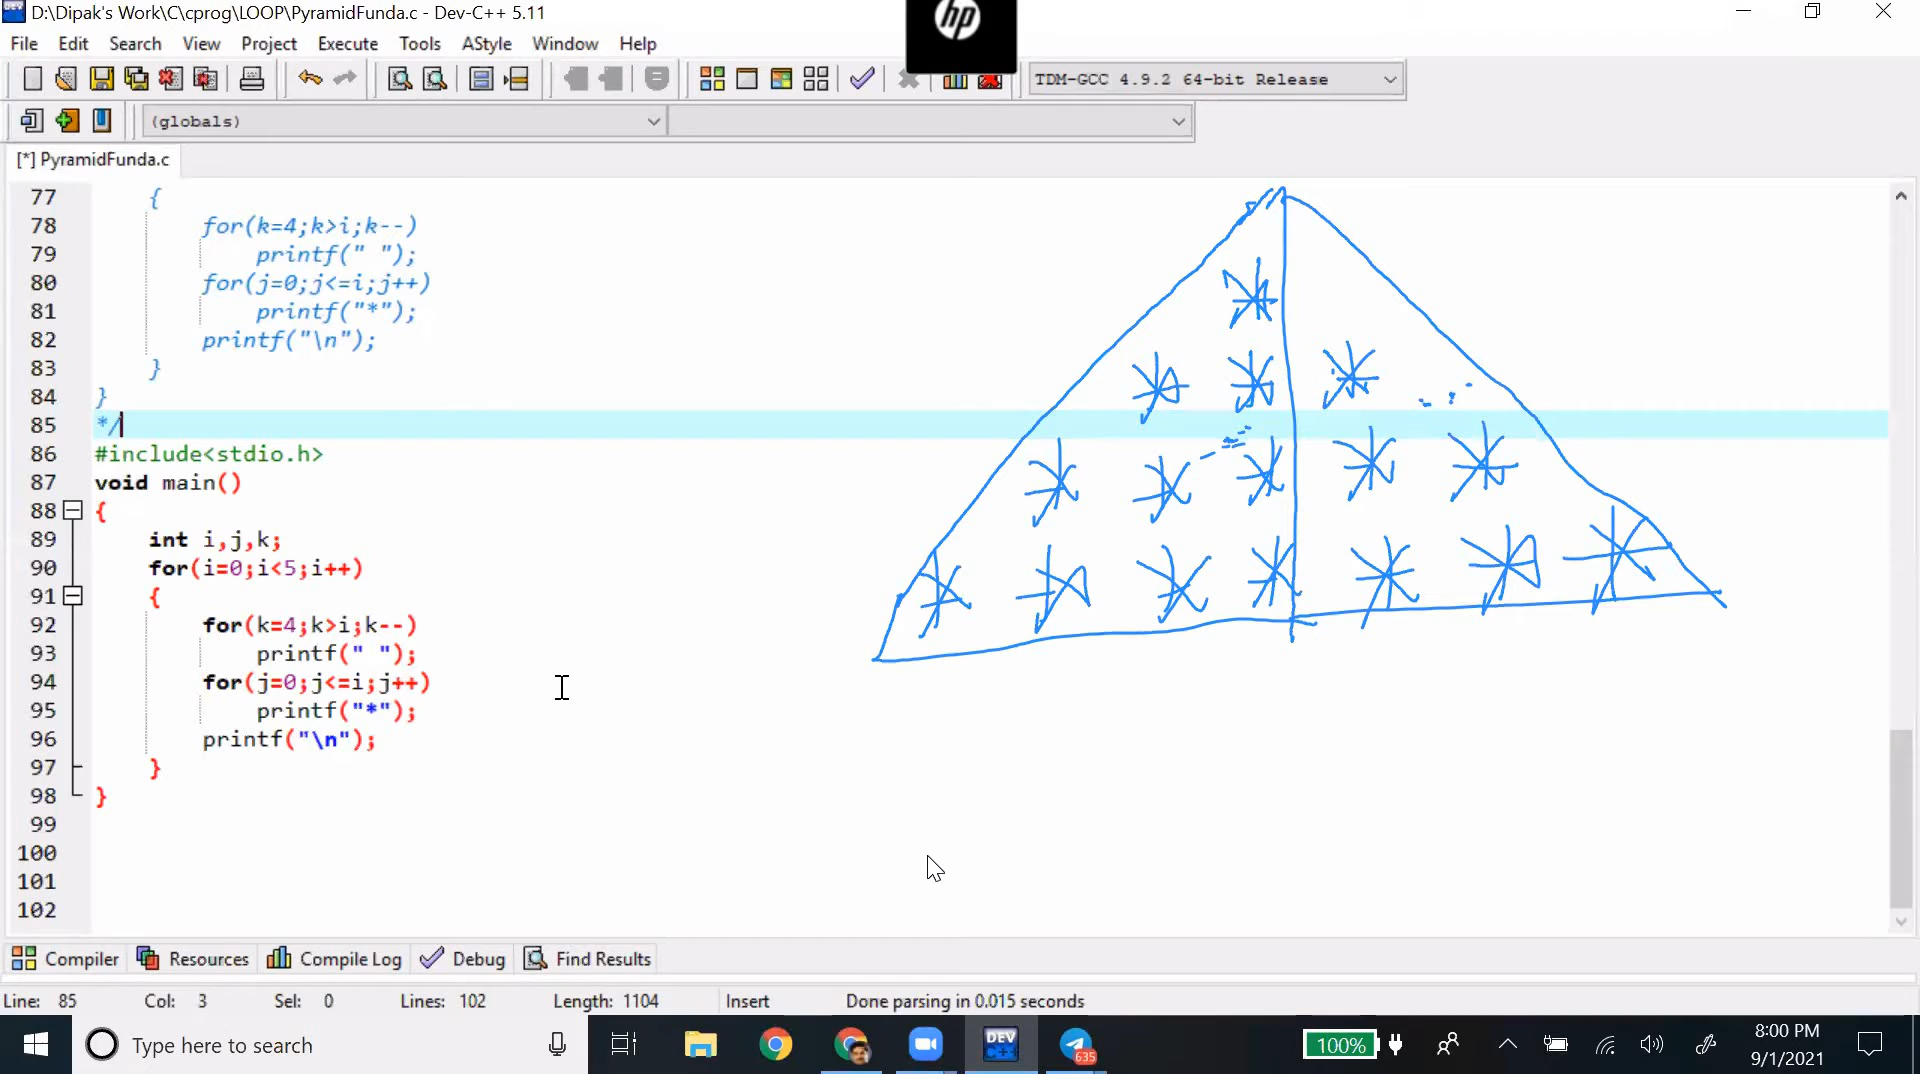 D:\Dipak's Work\C\cprog\LOOP\PyramidFunda.c - Dev-C++ 5.11
hp
File Edit Search View Project Execute Tools AStyle Window Help
TDM-GCC 4.9.2 64-bit Release
(globals)
[*] PyramidFunda.c
77 {
78 for(k=4;k>i;k--)
79 printf(" ");
80 for(j=0;j<=i;j++)
81 printf("*");
82 printf("\n");
83 }
84 }
85 */
86 #include<stdio.h>
87 void main()
88 {
89 int i,j,k;
90 for(i=0;i<5;i++)
91 {
92 for(k=4;k>i;k--)
93 printf(" ");
94 for(j=0;j<=i;j++)
95 printf("*");
96 printf("\n");
97 }
98 }
99
100
101
102
Compiler Resources Compile Log Debug Find Results
Line: 85 Col: 3 Sel: 0 Lines: 102 Length: 1104 Insert Done parsing in 0.015 seconds
Type here to search
DEV C++
635
100%
8:00 PM
9/1/2021